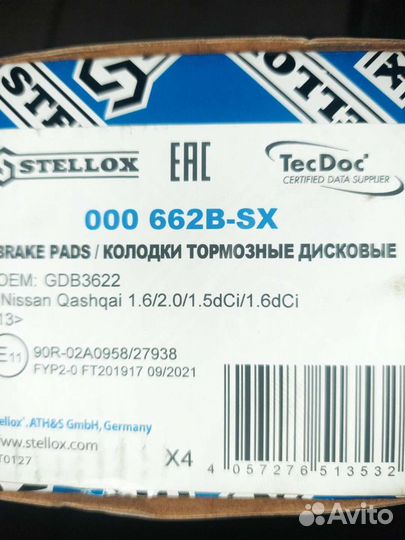 STELLOX
STELLOX
EAC
TecDoc
CERTIFIED DATA SUPPLIER
000 662B-SX
BRAKE PADS / КОЛОДКИ ТОРМОЗНЫЕ ДИСКОВЫЕ
OEM: GDB3622
Nissan Qashqai 1.6/2.0/1.5dCi/1.6dCi
13>
E11
90R-02A0958/27938
FYP2-0 FT201917 09/2021
ellox', ATH&S GmbH, Germany
www.stellox.com
T0127
X4
4 057276 513532
Avito